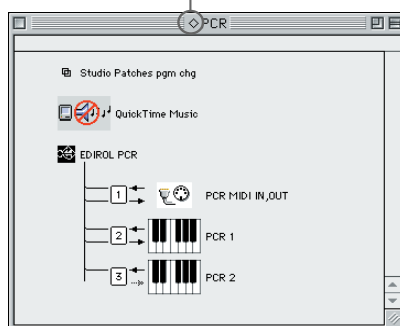 ◇PCR
Studio Patches pgm chg
QuickTime Music
EDIROL PCR
1
PCR MIDI IN,OUT
2
PCR 1
3
PCR 2